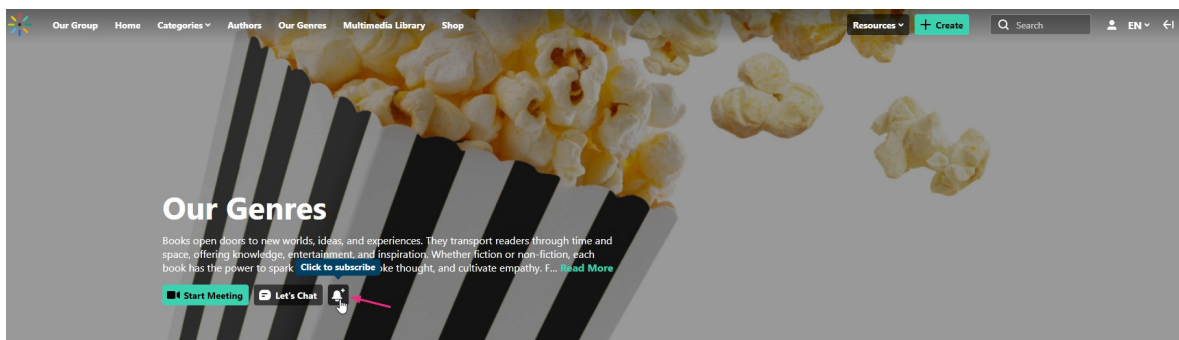 Our Group Home Categories Authors Our Genres Multimedia Library Shop Resources + Create Search EN
Our Genres
Books open doors to new worlds, ideas, and experiences. They transport readers through time and
space, offering knowledge, entertainment, and inspiration. Whether fiction or non-fiction, each
book has the power to spark Click to subscribe oke thought, and cultivate empathy. F... Read More
Start Meeting Let's Chat